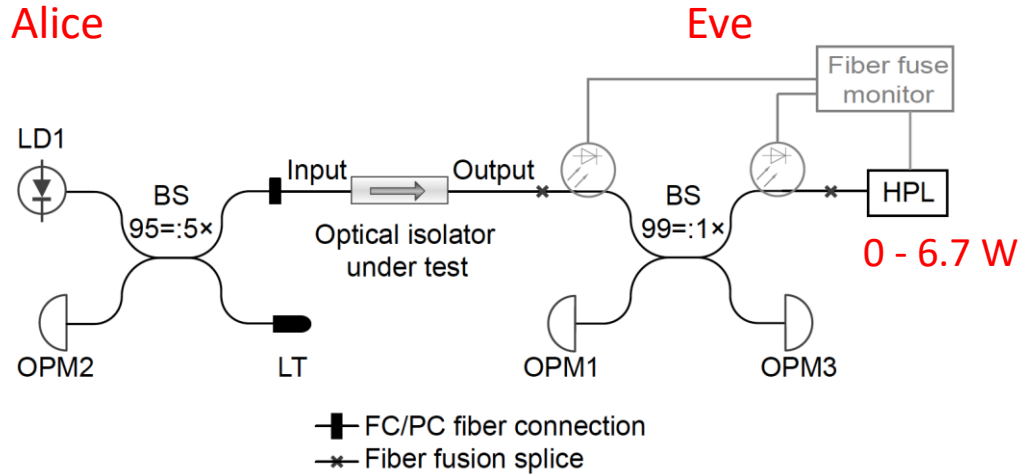 Alice
Eve
Fiber fuse
monitor
LD1
BS
95=:5×
Input
Output
Optical isolator
under test
BS
99=:1×
HPL
0 - 6.7 W
OPM2
LT
OPM1
OPM3
FC/PC fiber connection
Fiber fusion splice